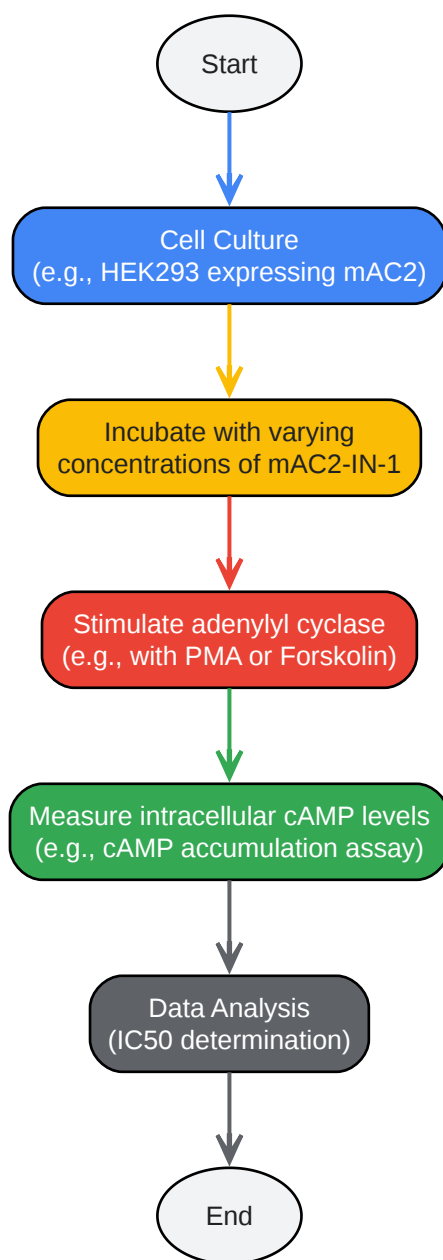 Start
Cell Culture
(e.g., HEK293 expressing mAC2)
Incubate with varying
concentrations of mAC2-IN-1
Stimulate adenylyl cyclase
(e.g., with PMA or Forskolin)
Measure intracellular cAMP levels
(e.g., cAMP accumulation assay)
Data Analysis
(IC50 determination)
End